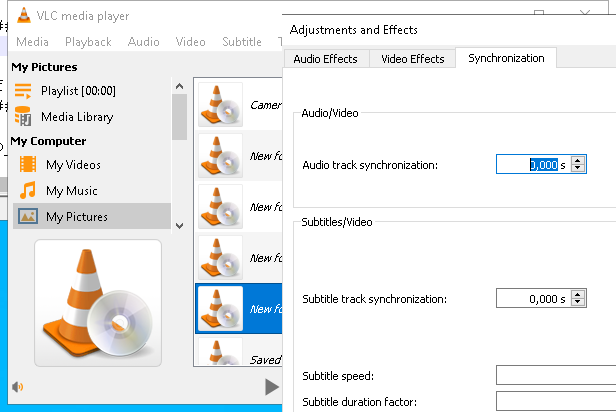 VLC media player
Media Playback Audio Video Subtitle
My Pictures
Playlist [00:00]
Media Library
My Computer
My Videos
My Music
My Pictures
Camer
New fo
New fo
New fo
New fo
Saved
Adjustments and Effects
Audio Effects Video Effects Synchronization
Audio/Video
Audio track synchronization: 0,000 s
Subtitles/Video
Subtitle track synchronization: 0,000 s
Subtitle speed:
Subtitle duration factor: